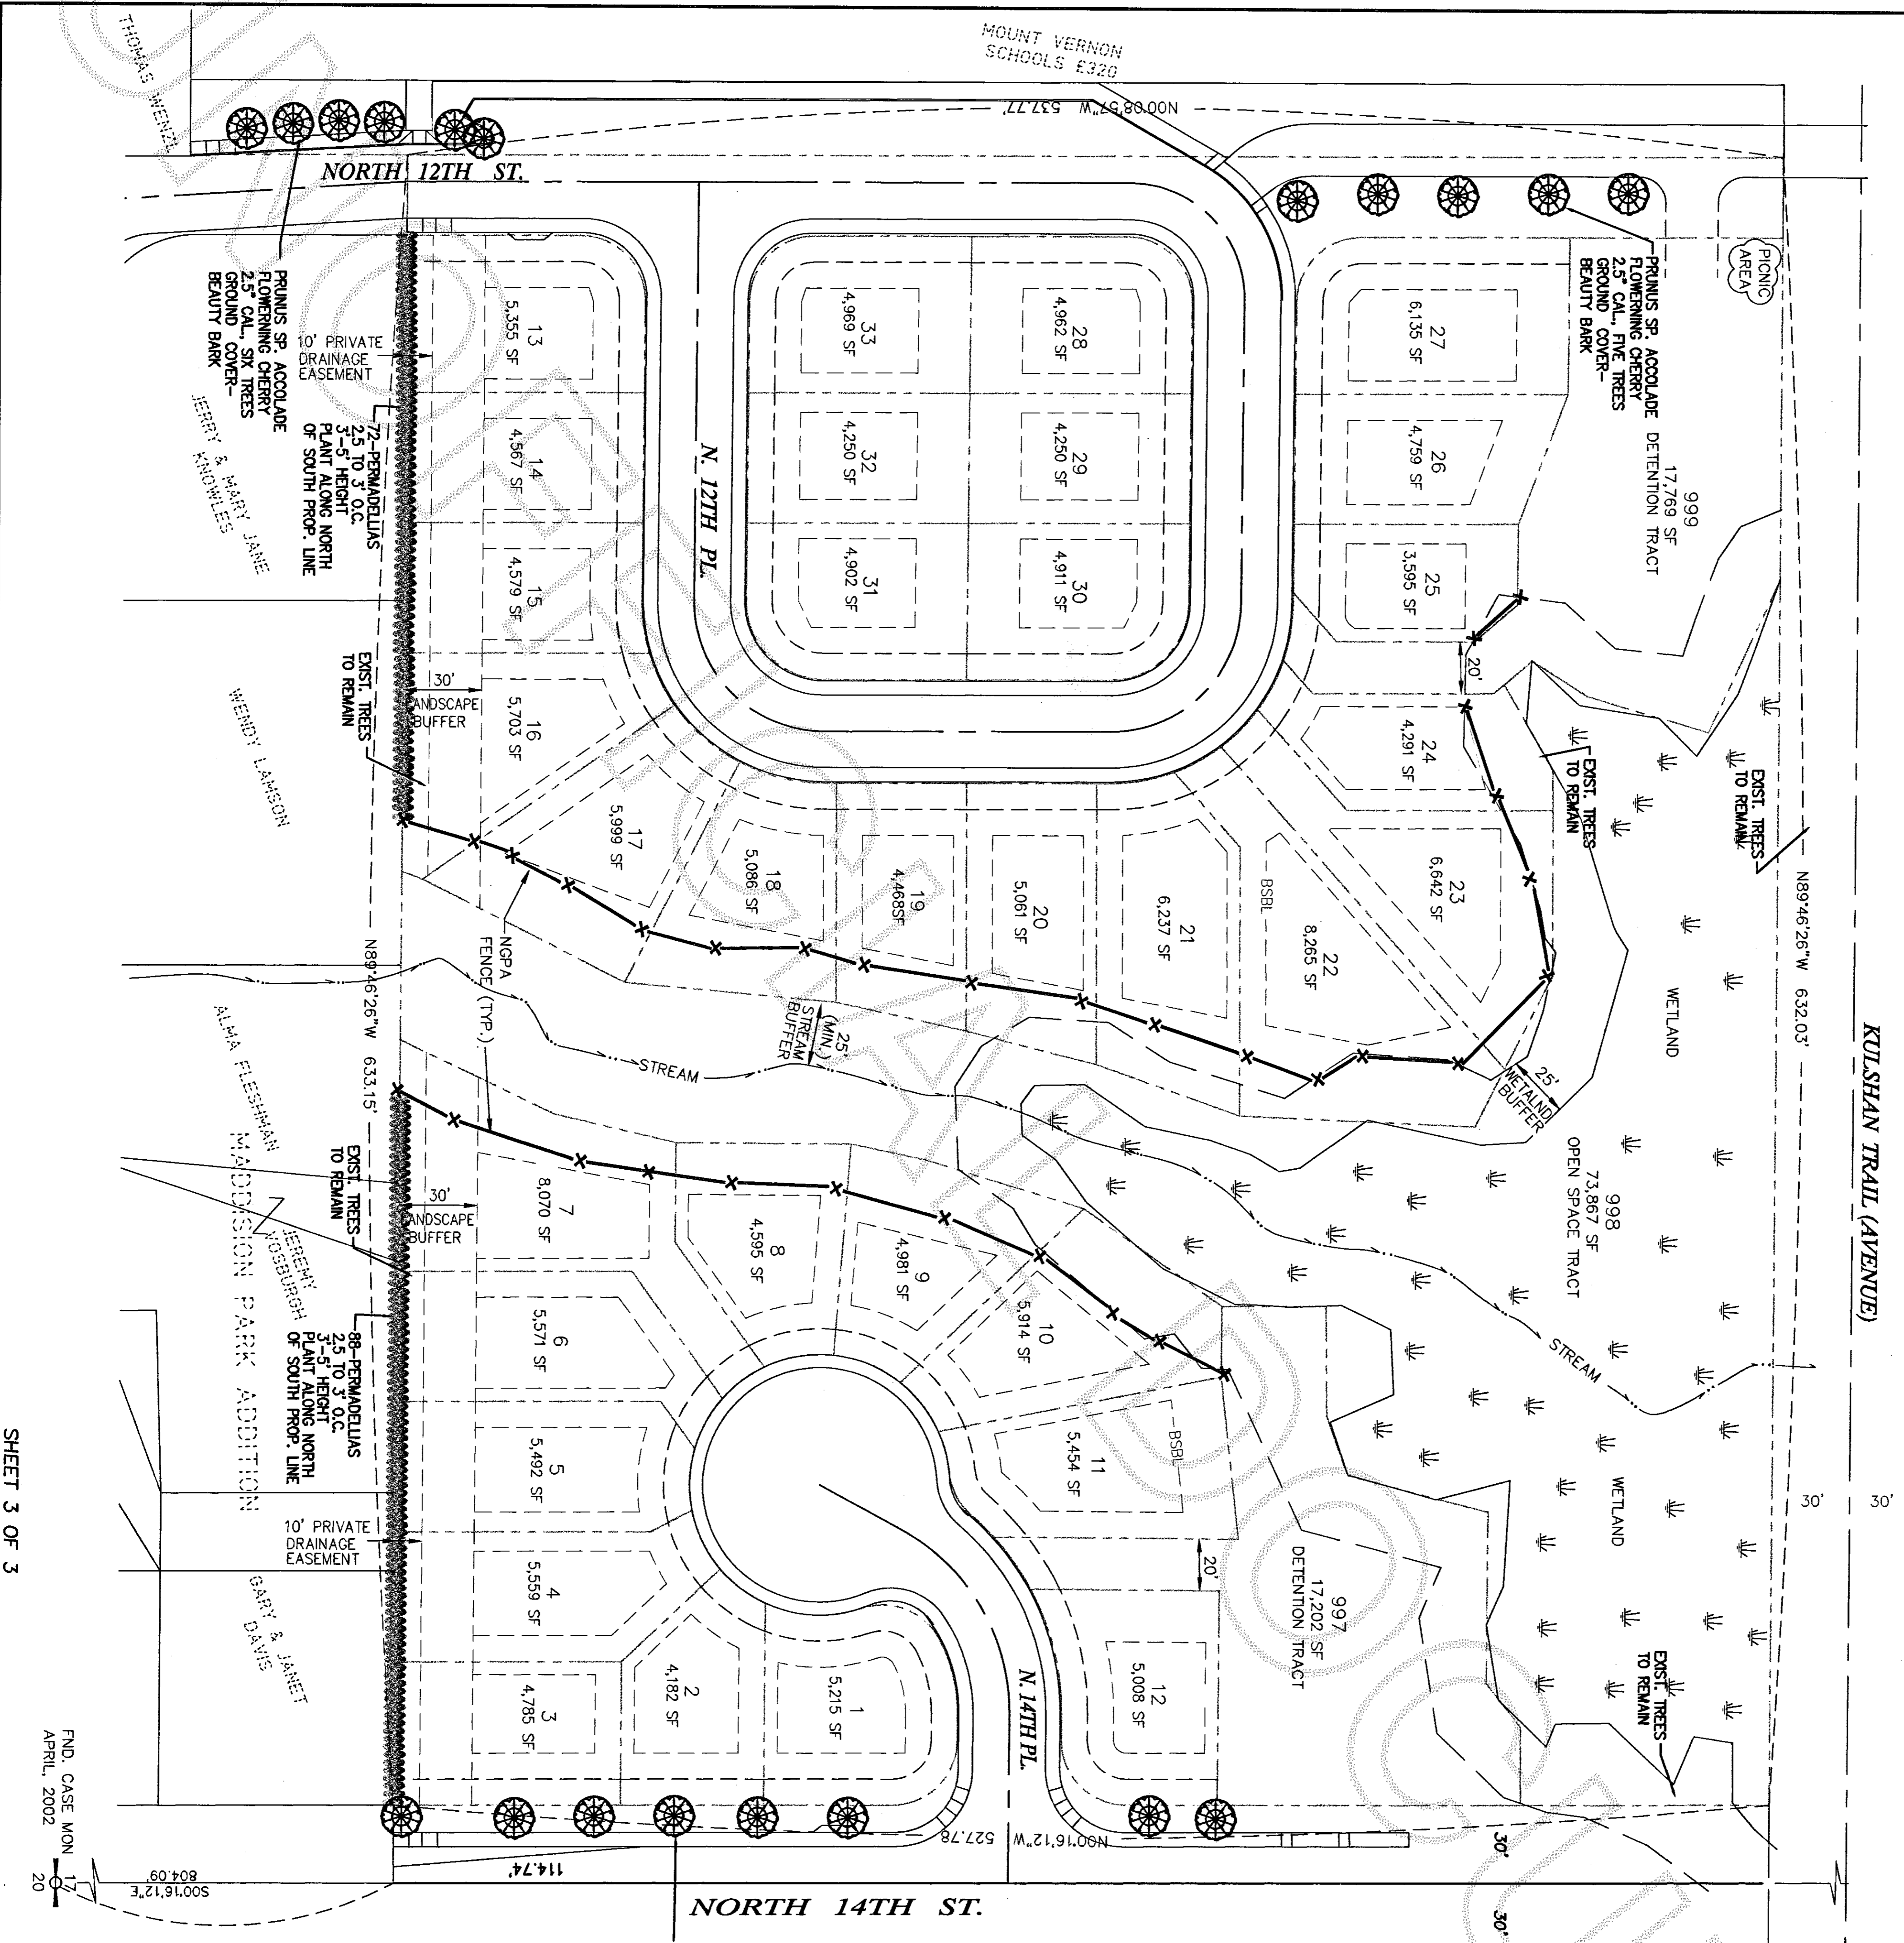 KULSHAN TRAIL (AVENUE)
N89°46'26"W 632.03'
30'
30'
MOUNT VERNON
SCHOOLS £320
N00°08'57"W 537.77'
THOMAS WENZL
NORTH 12TH ST.
PICNIC
AREA
PRUNUS SP. ACCOLADE
FLOWERNING CHERRY
2.5" CAL., FIVE TREES
GROUND COVER-
BEAUTY BARK
999
17,769 SF
DETENTION TRACT
EXIST. TREES
TO REMAIN
EXIST. TREES
TO REMAIN
WETLAND
25'
WETALND
BUFFER
998
73,867 SF
OPEN SPACE TRACT
STREAM
WETLAND
EXIST. TREES
TO REMAIN
997
17,202 SF
DETENTION TRACT
20'
20'
27
6,135 SF
26
4,759 SF
25
3,595 SF
24
4,291 SF
23
6,642 SF
22
8,265 SF
BSBL
21
6,237 SF
20
5,061 SF
19
4,468SF
18
5,086 SF
17
5,999 SF
28
4,962 SF
29
4,250 SF
30
4,911 SF
33
4,969 SF
32
4,250 SF
31
4,902 SF
N. 12TH PL.
13
5,355 SF
14
4,567 SF
15
4,579 SF
16
5,703 SF
25'
(MIN.)
STREAM
BUFFER
STREAM
NGPA
FENCE (TYP.)
7
8,070 SF
8
4,595 SF
9
4,981 SF
10
5,914 SF
11
5,454 SF
BSBL
12
5,008 SF
6
5,571 SF
5
5,492 SF
4
5,559 SF
3
4,785 SF
2
4,182 SF
1
5,215 SF
N. 14TH PL.
10' PRIVATE
DRAINAGE
EASEMENT
PRUNUS SP. ACCOLADE
FLOWERNING CHERRY
2.5" CAL., SIX TREES
GROUND COVER-
BEAUTY BARK
72-PERMADELLIAS
2.5 TO 3' O.C.
3'-5' HEIGHT
PLANT ALONG NORTH
OF SOUTH PROP. LINE
EXIST. TREES
TO REMAIN
30'
LANDSCAPE
BUFFER
N89°46'26"W 633.15'
EXIST. TREES
TO REMAIN
30'
LANDSCAPE
BUFFER
88-PERMADELLIAS
2.5 TO 3' O.C.
3'-5' HEIGHT
PLANT ALONG NORTH
OF SOUTH PROP. LINE
10' PRIVATE
DRAINAGE
EASEMENT
JERRY & MARY JANE
KNOWLES
WENDY LAMSON
ALMA FLESHMAN
JEREMY
VOSBURGH
MADDISION PARK ADDITION
GARY & JANET
DAVIS
N00°16'12"W 527.78
114.74'
30'
30'
NORTH 14TH ST.
S00°16'12"E
804.09'
FND. CASE MON
APRIL, 2002
17
20
SHEET 3 OF 3
UNOFFICIAL DOCU